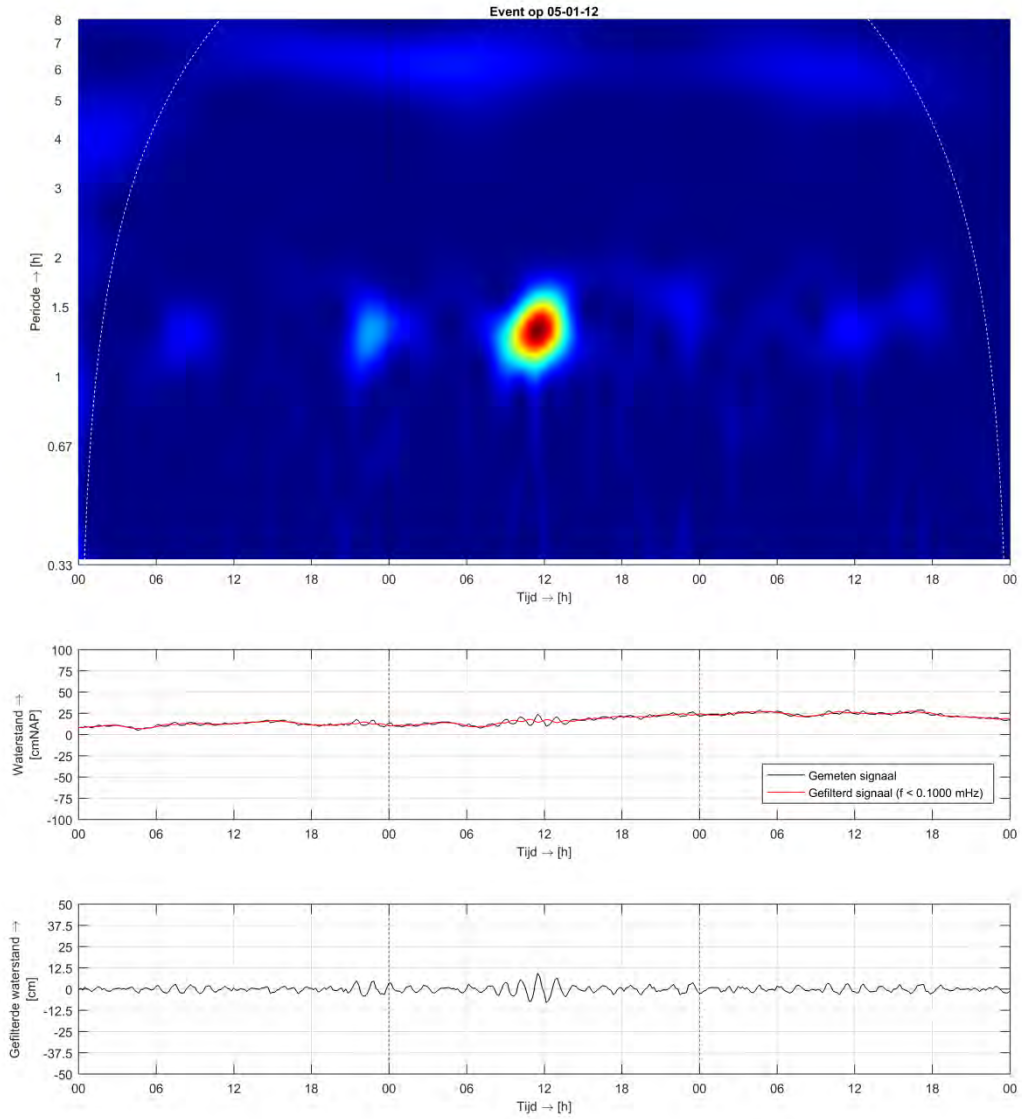 Event op 05-01-12
8
7
6
5
4
3
2
1.5
1
0.67
0.33
Periode → [h]
00 06 12 18 00 06 12 18 00 06 12 18 00
Tijd → [h]
100
75
50
25
0
-25
-50
-75
-100
Waterstand →
[cmNAP]
Gemeten signaal
Gefilterd signaal (f < 0.1000 mHz)
00 06 12 18 00 06 12 18 00 06 12 18 00
Tijd → [h]
50
37.5
25
12.5
0
-12.5
-25
-37.5
-50
Gefilterde waterstand →
[cm]
00 06 12 18 00 06 12 18 00 06 12 18 00
Tijd → [h]